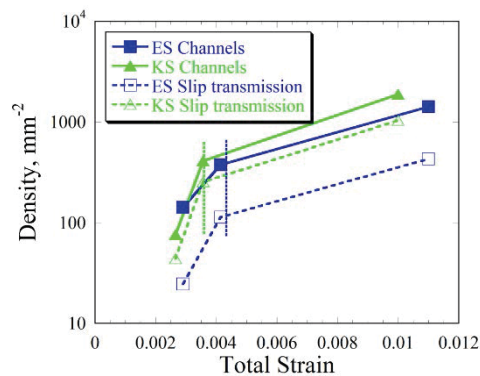 10⁴
ES Channels
KS Channels
ES Slip transmission
KS Slip transmission
1000
100
10
Density, mm⁻²
0 0.002 0.004 0.006 0.008 0.01 0.012
Total Strain